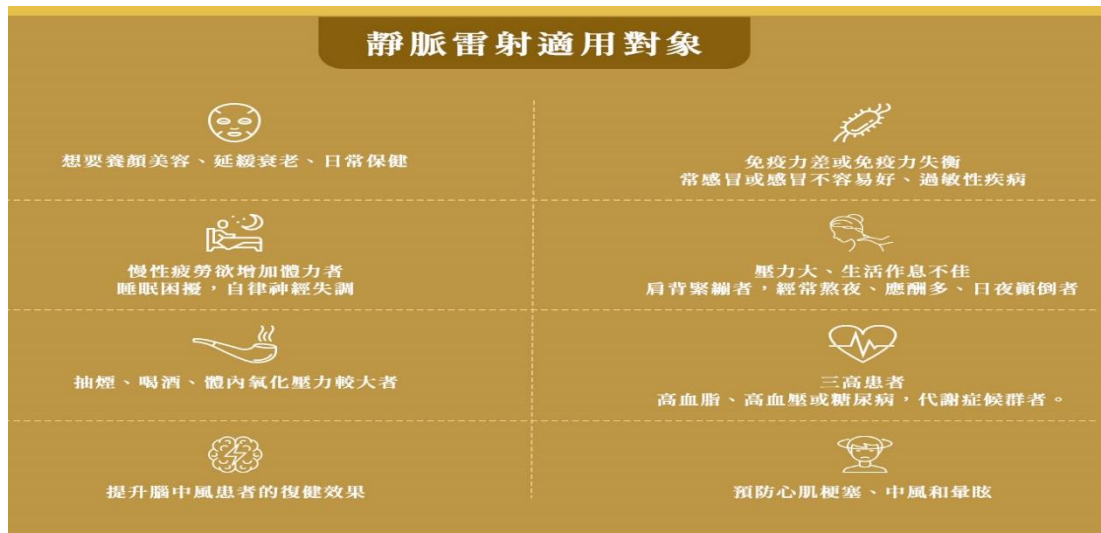 靜脈雷射適用對象
想要養顏美容、延緩衰老、日常保健
免疫力差或免疫力失衡
常感冒或感冒不容易好、過敏性疾病
慢性疲勞欲增加體力者
睡眠困擾，自律神經失調
壓力大、生活作息不佳
肩背緊繃者，經常熬夜、應酬多、日夜顛倒者
抽煙、喝酒、體內氧化壓力較大者
三高患者
高血脂、高血壓或糖尿病，代謝症候群者。
提升腦中風患者的復健效果
預防心肌梗塞、中風和暈眩